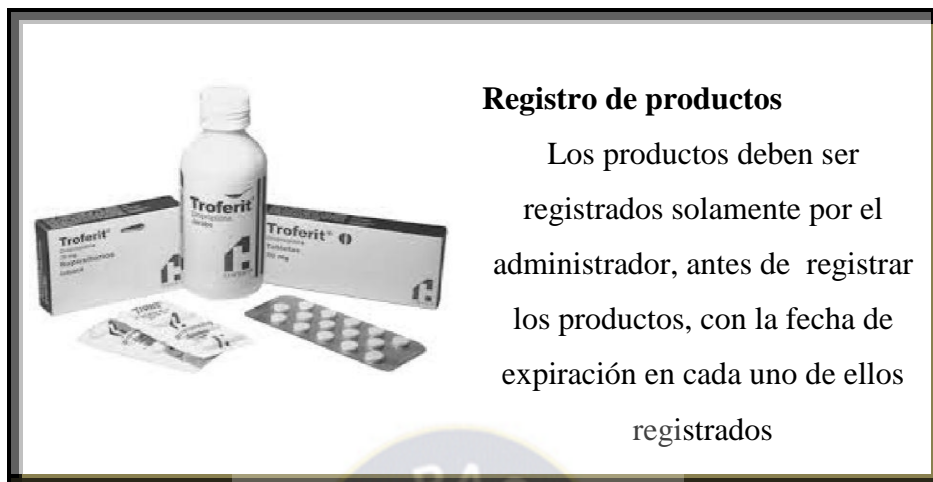 Registro de productos
Los productos deben ser
registrados solamente por el
administrador, antes de registrar
los productos, con la fecha de
expiración en cada uno de ellos
registrados
Troferit
Troferit®
Troferit®
Tabletas